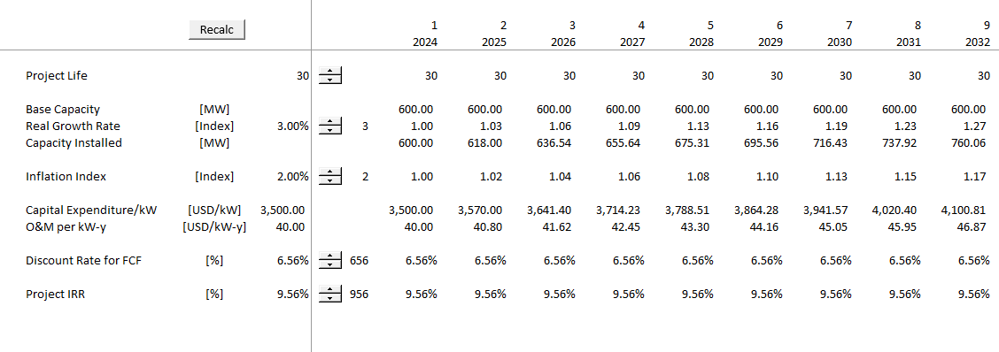 1 2 3 4 5 6 7 8 9
Recalc
2024 2025 2026 2027 2028 2029 2030 2031 2032
Project Life 30 30 30 30 30 30 30 30 30 30
Base Capacity [MW] 600.00 600.00 600.00 600.00 600.00 600.00 600.00 600.00 600.00
Real Growth Rate [Index] 3.00% 3 1.00 1.03 1.06 1.09 1.13 1.16 1.19 1.23 1.27
Capacity Installed [MW] 600.00 618.00 636.54 655.64 675.31 695.56 716.43 737.92 760.06
Inflation Index [Index] 2.00% 2 1.00 1.02 1.04 1.06 1.08 1.10 1.13 1.15 1.17
Capital Expenditure/kW [USD/kW] 3,500.00 3,500.00 3,570.00 3,641.40 3,714.23 3,788.51 3,864.28 3,941.57 4,020.40 4,100.81
O&M per kW-y [USD/kW-y] 40.00 40.00 40.80 41.62 42.45 43.30 44.16 45.05 45.95 46.87
Discount Rate for FCF [%] 6.56% 656 6.56% 6.56% 6.56% 6.56% 6.56% 6.56% 6.56% 6.56% 6.56%
Project IRR [%] 9.56% 956 9.56% 9.56% 9.56% 9.56% 9.56% 9.56% 9.56% 9.56% 9.56%